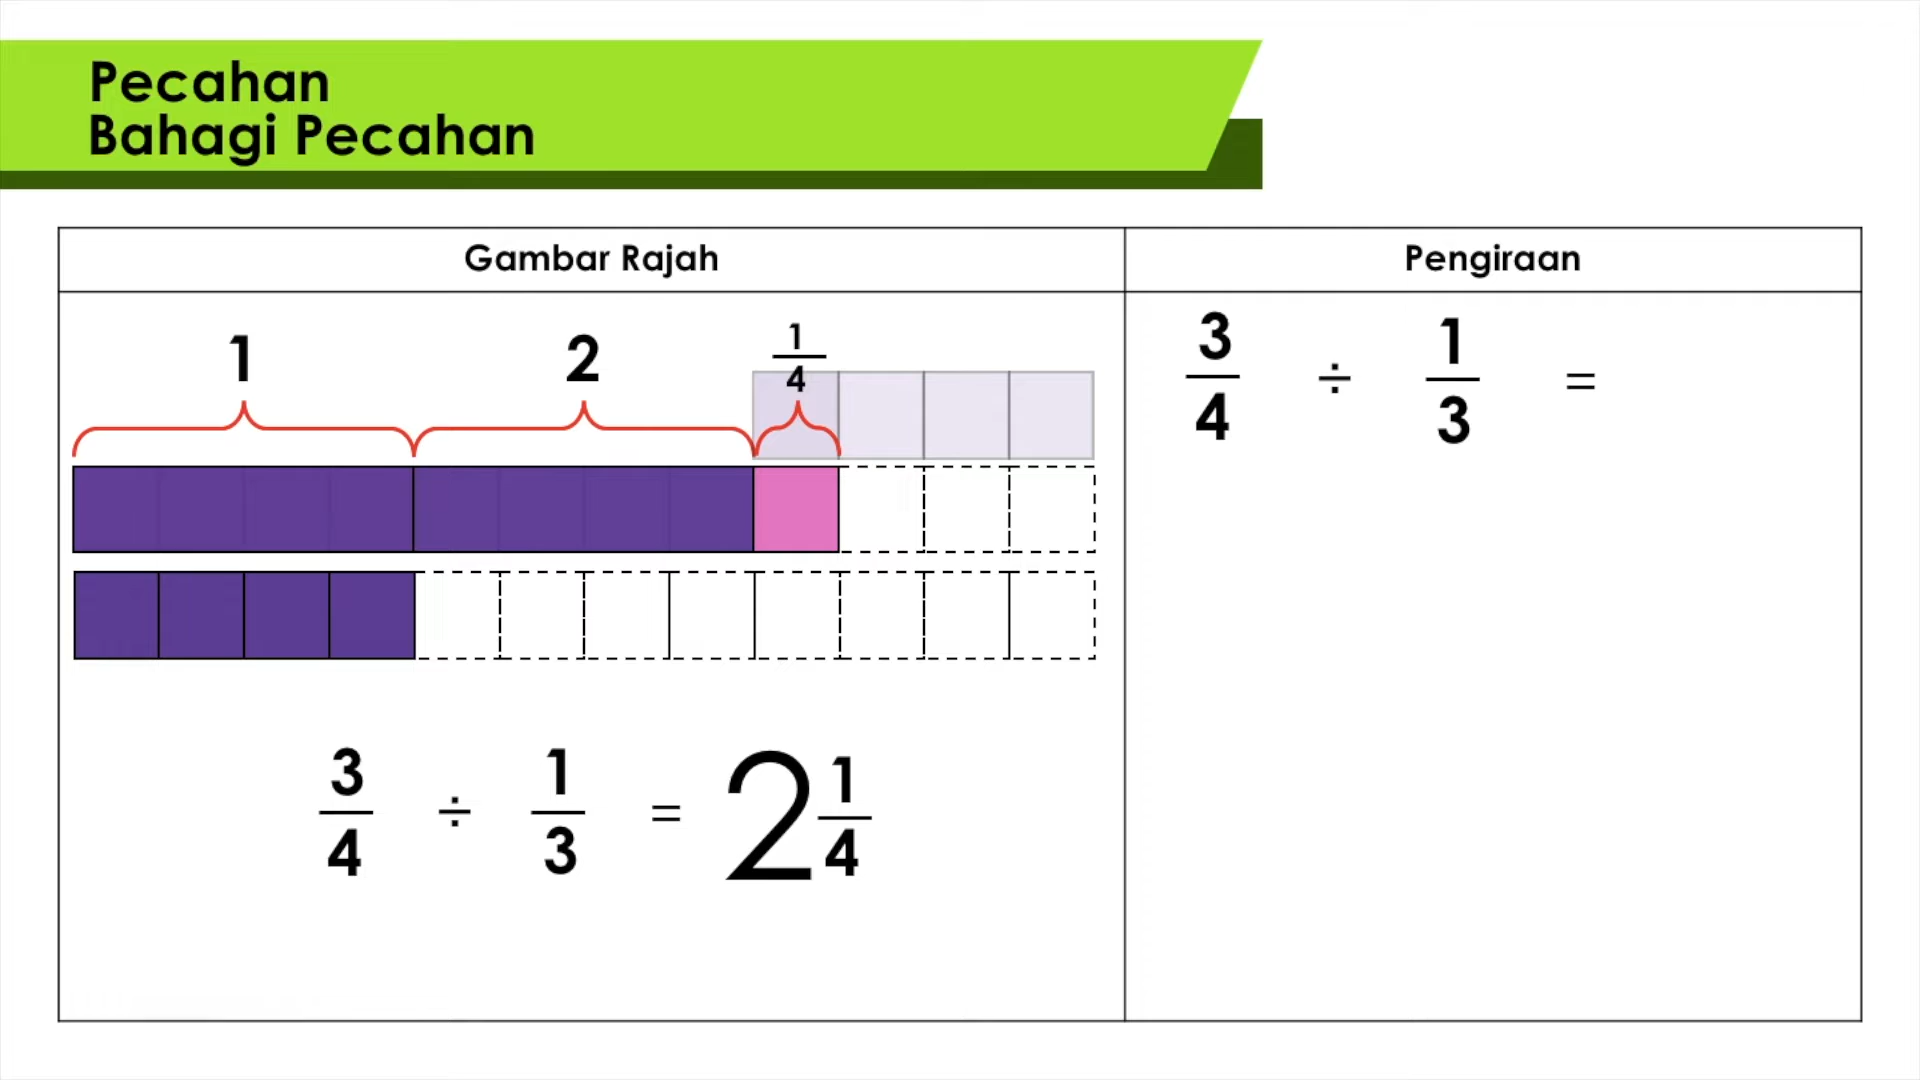 Pecahan
Bahagi Pecahan
Gambar Rajah
Pengiraan
1 2 1/4
3/4 ÷ 1/3 = 2 1/4
3/4 ÷ 1/3 =